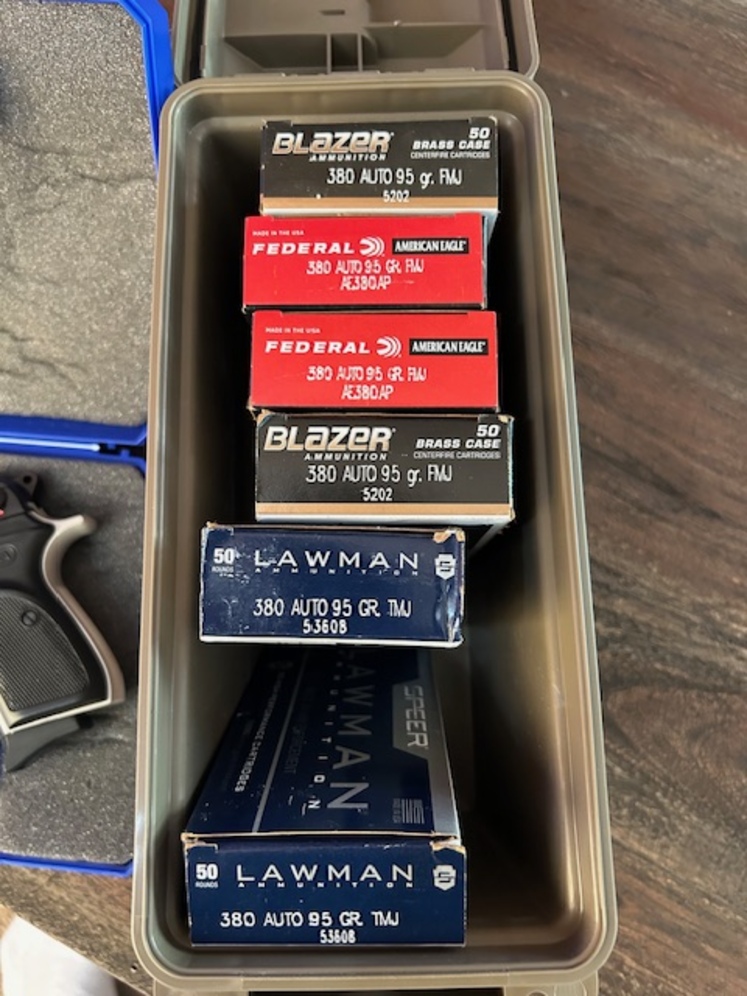 BLAZER
AMMUNITION
50
BRASS CASE
CENTERFIRE CARTRIDGES
380 AUTO 95 gr. FMJ
5202
MADE IN THE USA
FEDERAL AMERICAN EAGLE
380 AUTO 95 GR. FMJ
AE380AP
MADE IN THE USA
FEDERAL AMERICAN EAGLE
380 AUTO 95 GR. FMJ
AE380AP
BLAZER
AMMUNITION
50
BRASS CASE
CENTERFIRE CARTRIDGES
380 AUTO 95 gr. FMJ
5202
50
ROUNDS
LAWMAN
AMMUNITION
380 AUTO 95 GR. TMJ
53608
SPEER
LAWMAN
AMMUNITION
PERFORMANCE CARTRIDGES
50
ROUNDS
LAWMAN
AMMUNITION
380 AUTO 95 GR. TMJ
53608